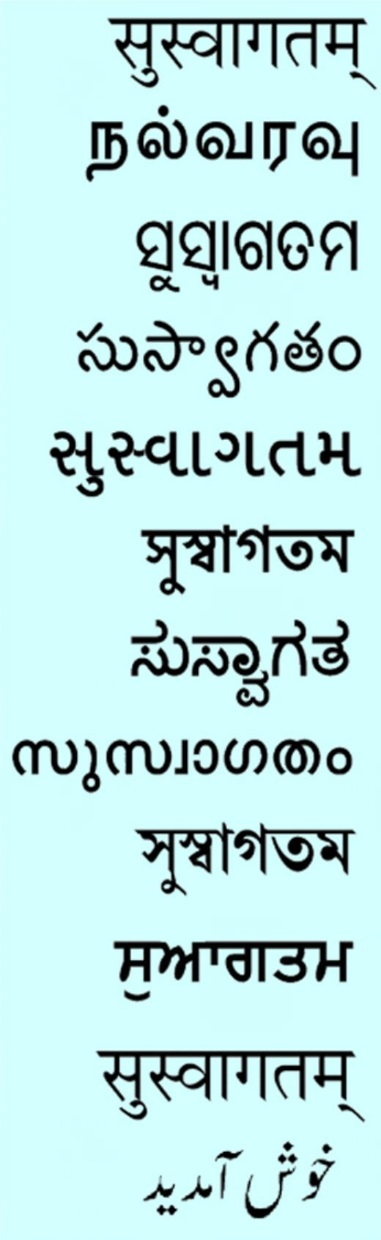 सुस्वागतम्
நல்வரவு
ସୁସ୍ୱାଗତମ
సుస్వాగతం
સુસ્વાગતમ
সুস্বাগতম
ಸುಸ್ವಾಗತ
സുസ്വാഗതം
সুস্বাগতম
ਸੁਆਗਤਮ
सुस्वागतम्
خوش آمدید